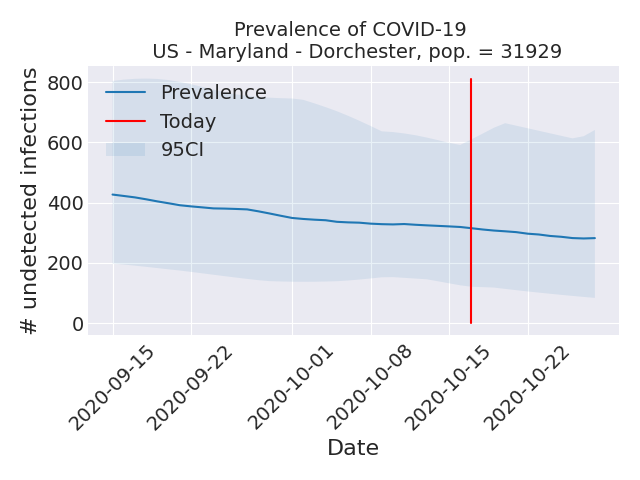 Prevalence of COVID-19
US - Maryland - Dorchester, pop. = 31929
# undetected infections
800
600
400
200
0
Prevalence
Today
95CI
2020-09-15
2020-09-22
2020-10-01
2020-10-08
2020-10-15
2020-10-22
Date